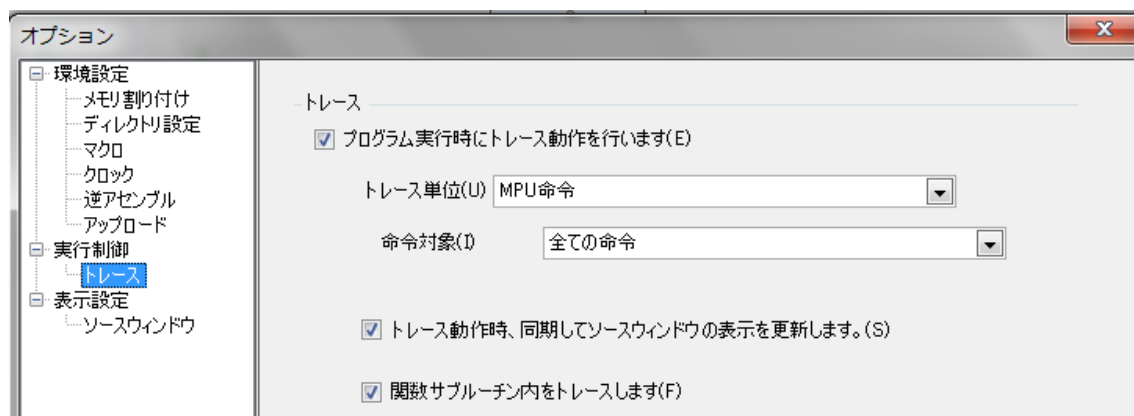 オプション
環境設定
メモリ割り付け
ディレクトリ設定
マクロ
クロック
逆アセンブル
アップロード
実行制御
トレース
表示設定
ソースウィンドウ
トレース
プログラム実行時にトレース動作を行います(E)
トレース単位(U) MPU命令
命令対象(I) 全ての命令
トレース動作時、同期してソースウィンドウの表示を更新します。(S)
関数サブルーチン内をトレースします(F)